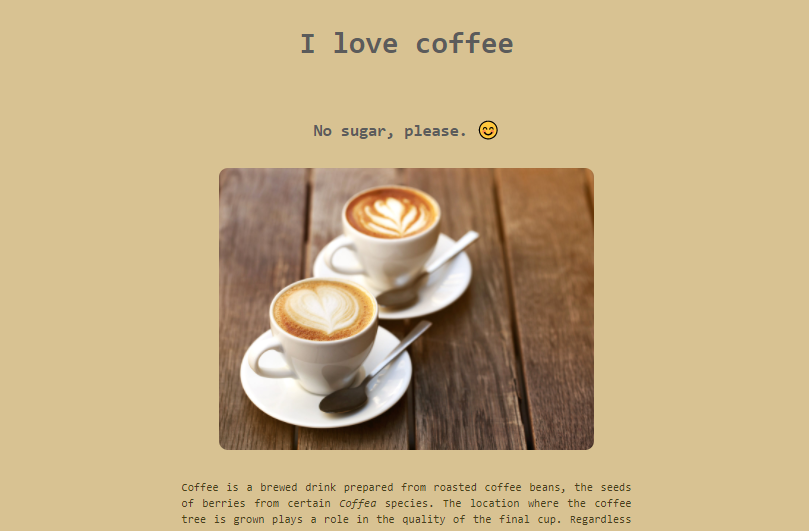 I love coffee
No sugar, please. 😊
Coffee is a brewed drink prepared from roasted coffee beans, the seeds
of berries from certain Coffea species. The location where the coffee
tree is grown plays a role in the quality of the final cup. Regardless